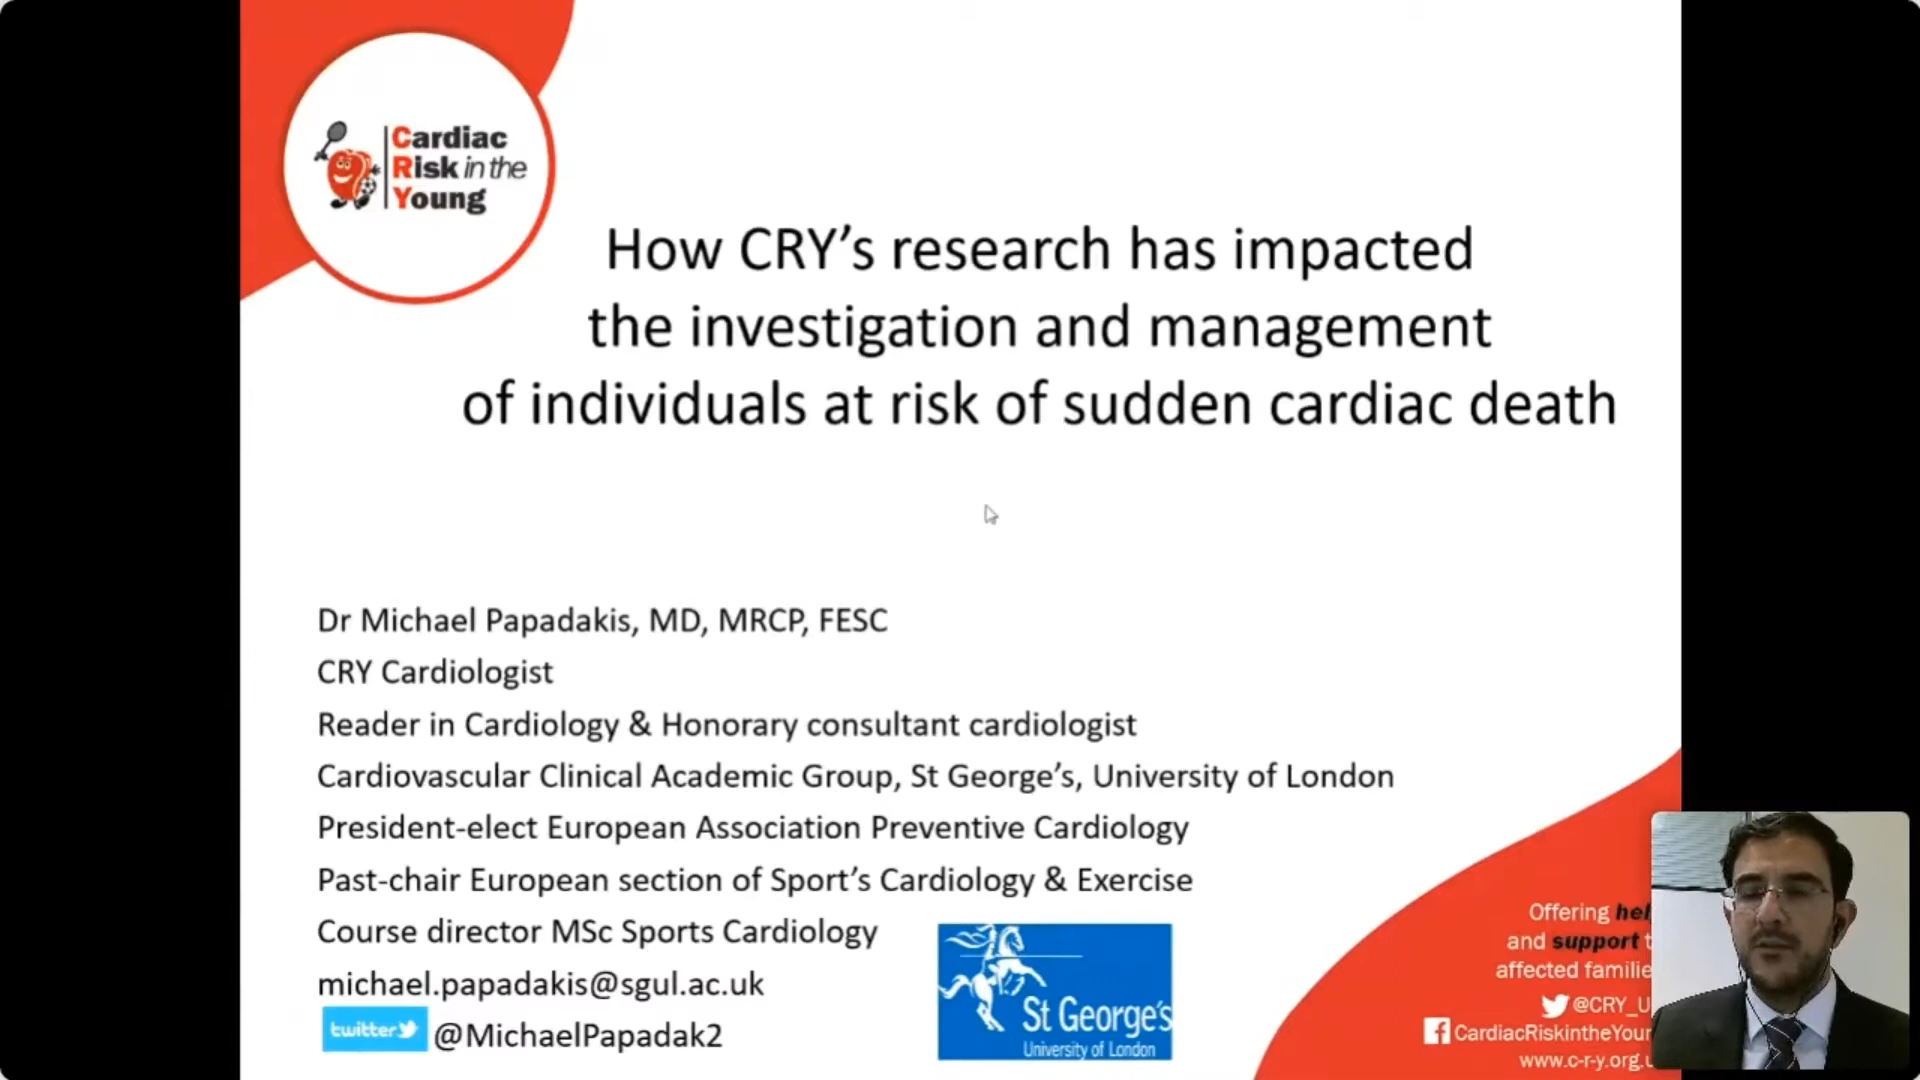 Cardiac
Risk in the
Young
How CRY’s research has impacted
the investigation and management
of individuals at risk of sudden cardiac death
Dr Michael Papadakis, MD, MRCP, FESC
CRY Cardiologist
Reader in Cardiology & Honorary consultant cardiologist
Cardiovascular Clinical Academic Group, St George’s, University of London
President-elect European Association Preventive Cardiology
Past-chair European section of Sport’s Cardiology & Exercise
Course director MSc Sports Cardiology
michael.papadakis@sgul.ac.uk
twitter @MichaelPapadak2
St George's
University of London
Offering
and support
affected
@CRY_U
CardiacRiskintheYour
www.c-r-y.org.